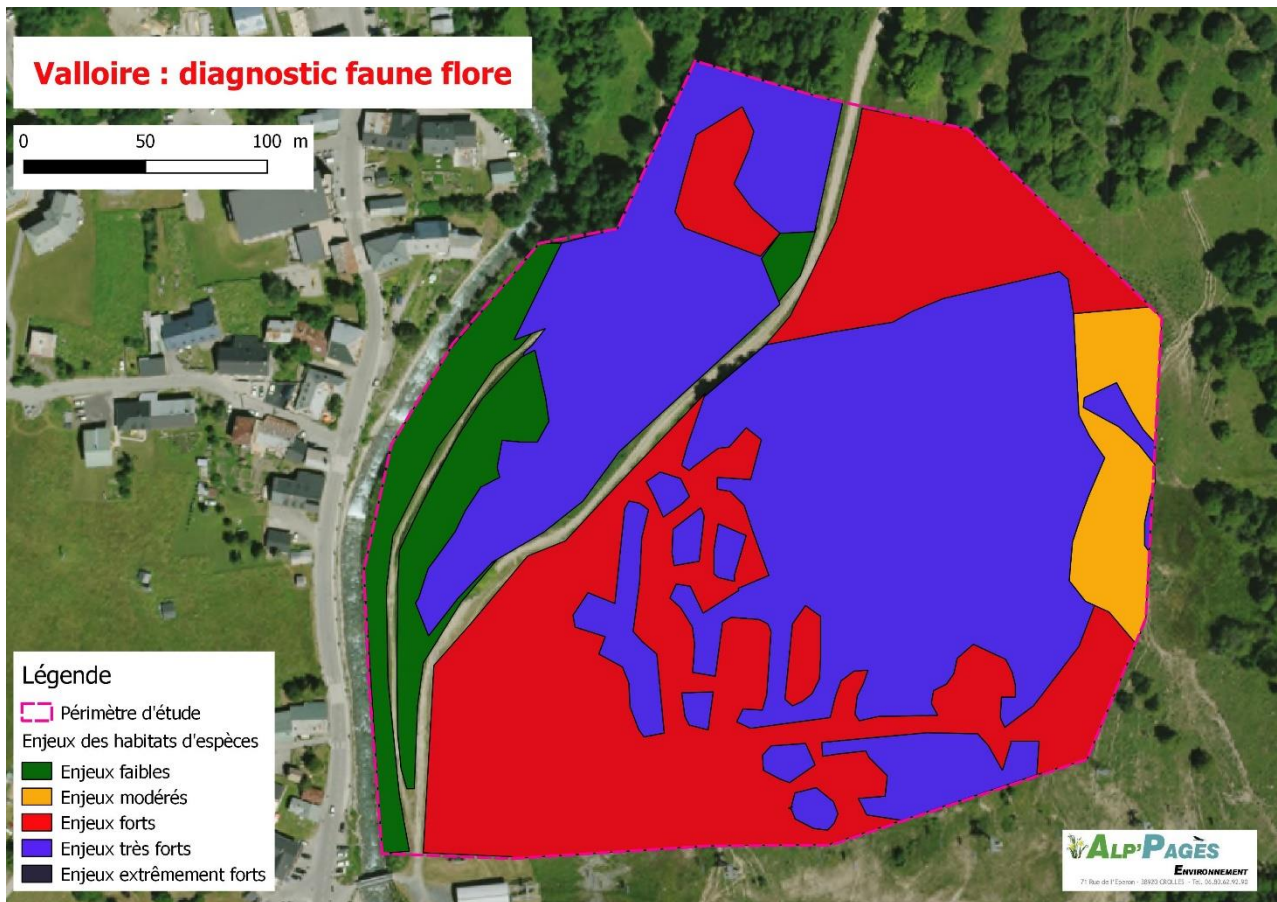 Valloire : diagnostic faune flore
0 50 100 m
Légende
Périmètre d'étude
Enjeux des habitats d'espèces
Enjeux faibles
Enjeux modérés
Enjeux forts
Enjeux très forts
Enjeux extrêmement forts
ALP'PAGÈS
ENVIRONNEMENT